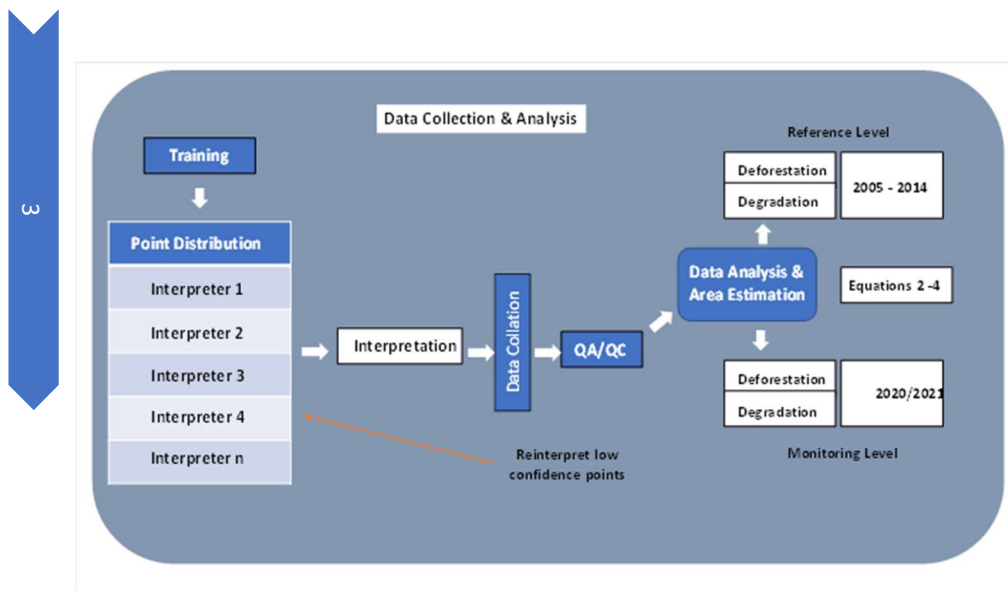 3
Data Collection & Analysis
Training
Point Distribution
Interpreter 1
Interpreter 2
Interpreter 3
Interpreter 4
Interpreter n
Interpretation
Data Collation
QA/QC
Reinterpret low
confidence points
Data Analysis &
Area Estimation
Equations 2 -4
Reference Level
Deforestation
Degradation
2005 - 2014
Deforestation
Degradation
2020/2021
Monitoring Level